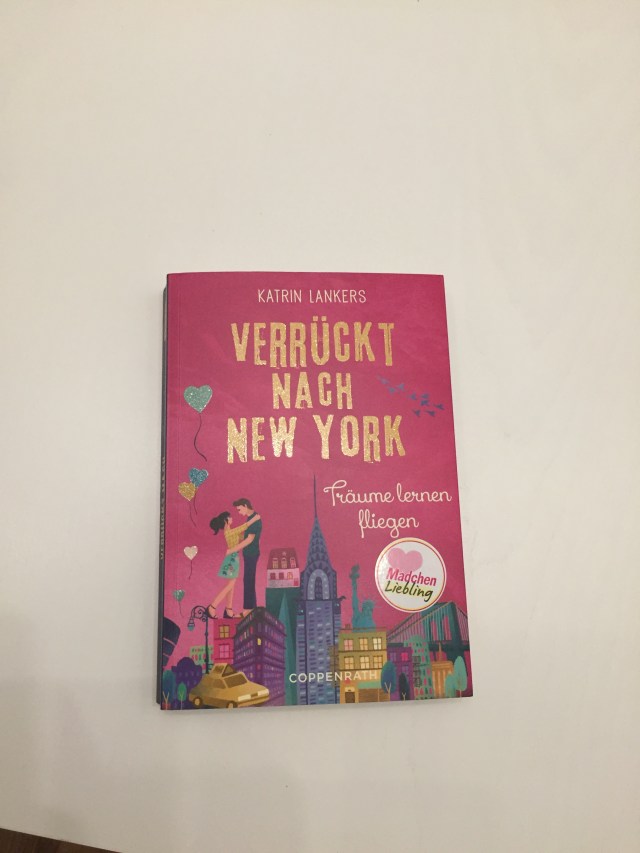 KATRIN LANKERS
VERRÜCKT
NACH
NEW YORK
Träume lernen
fliegen
Mädchen
Liebling
COPPENRATH